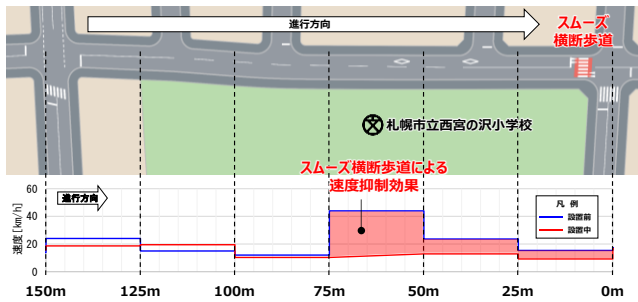 進行方向
スムーズ
横断歩道
札幌市立西宮の沢小学校
スムーズ横断歩道による
速度抑制効果
進行方向
凡 例
設置前
設置中
速度[km/h]
60
40
20
0
150m
125m
100m
75m
50m
25m
0m